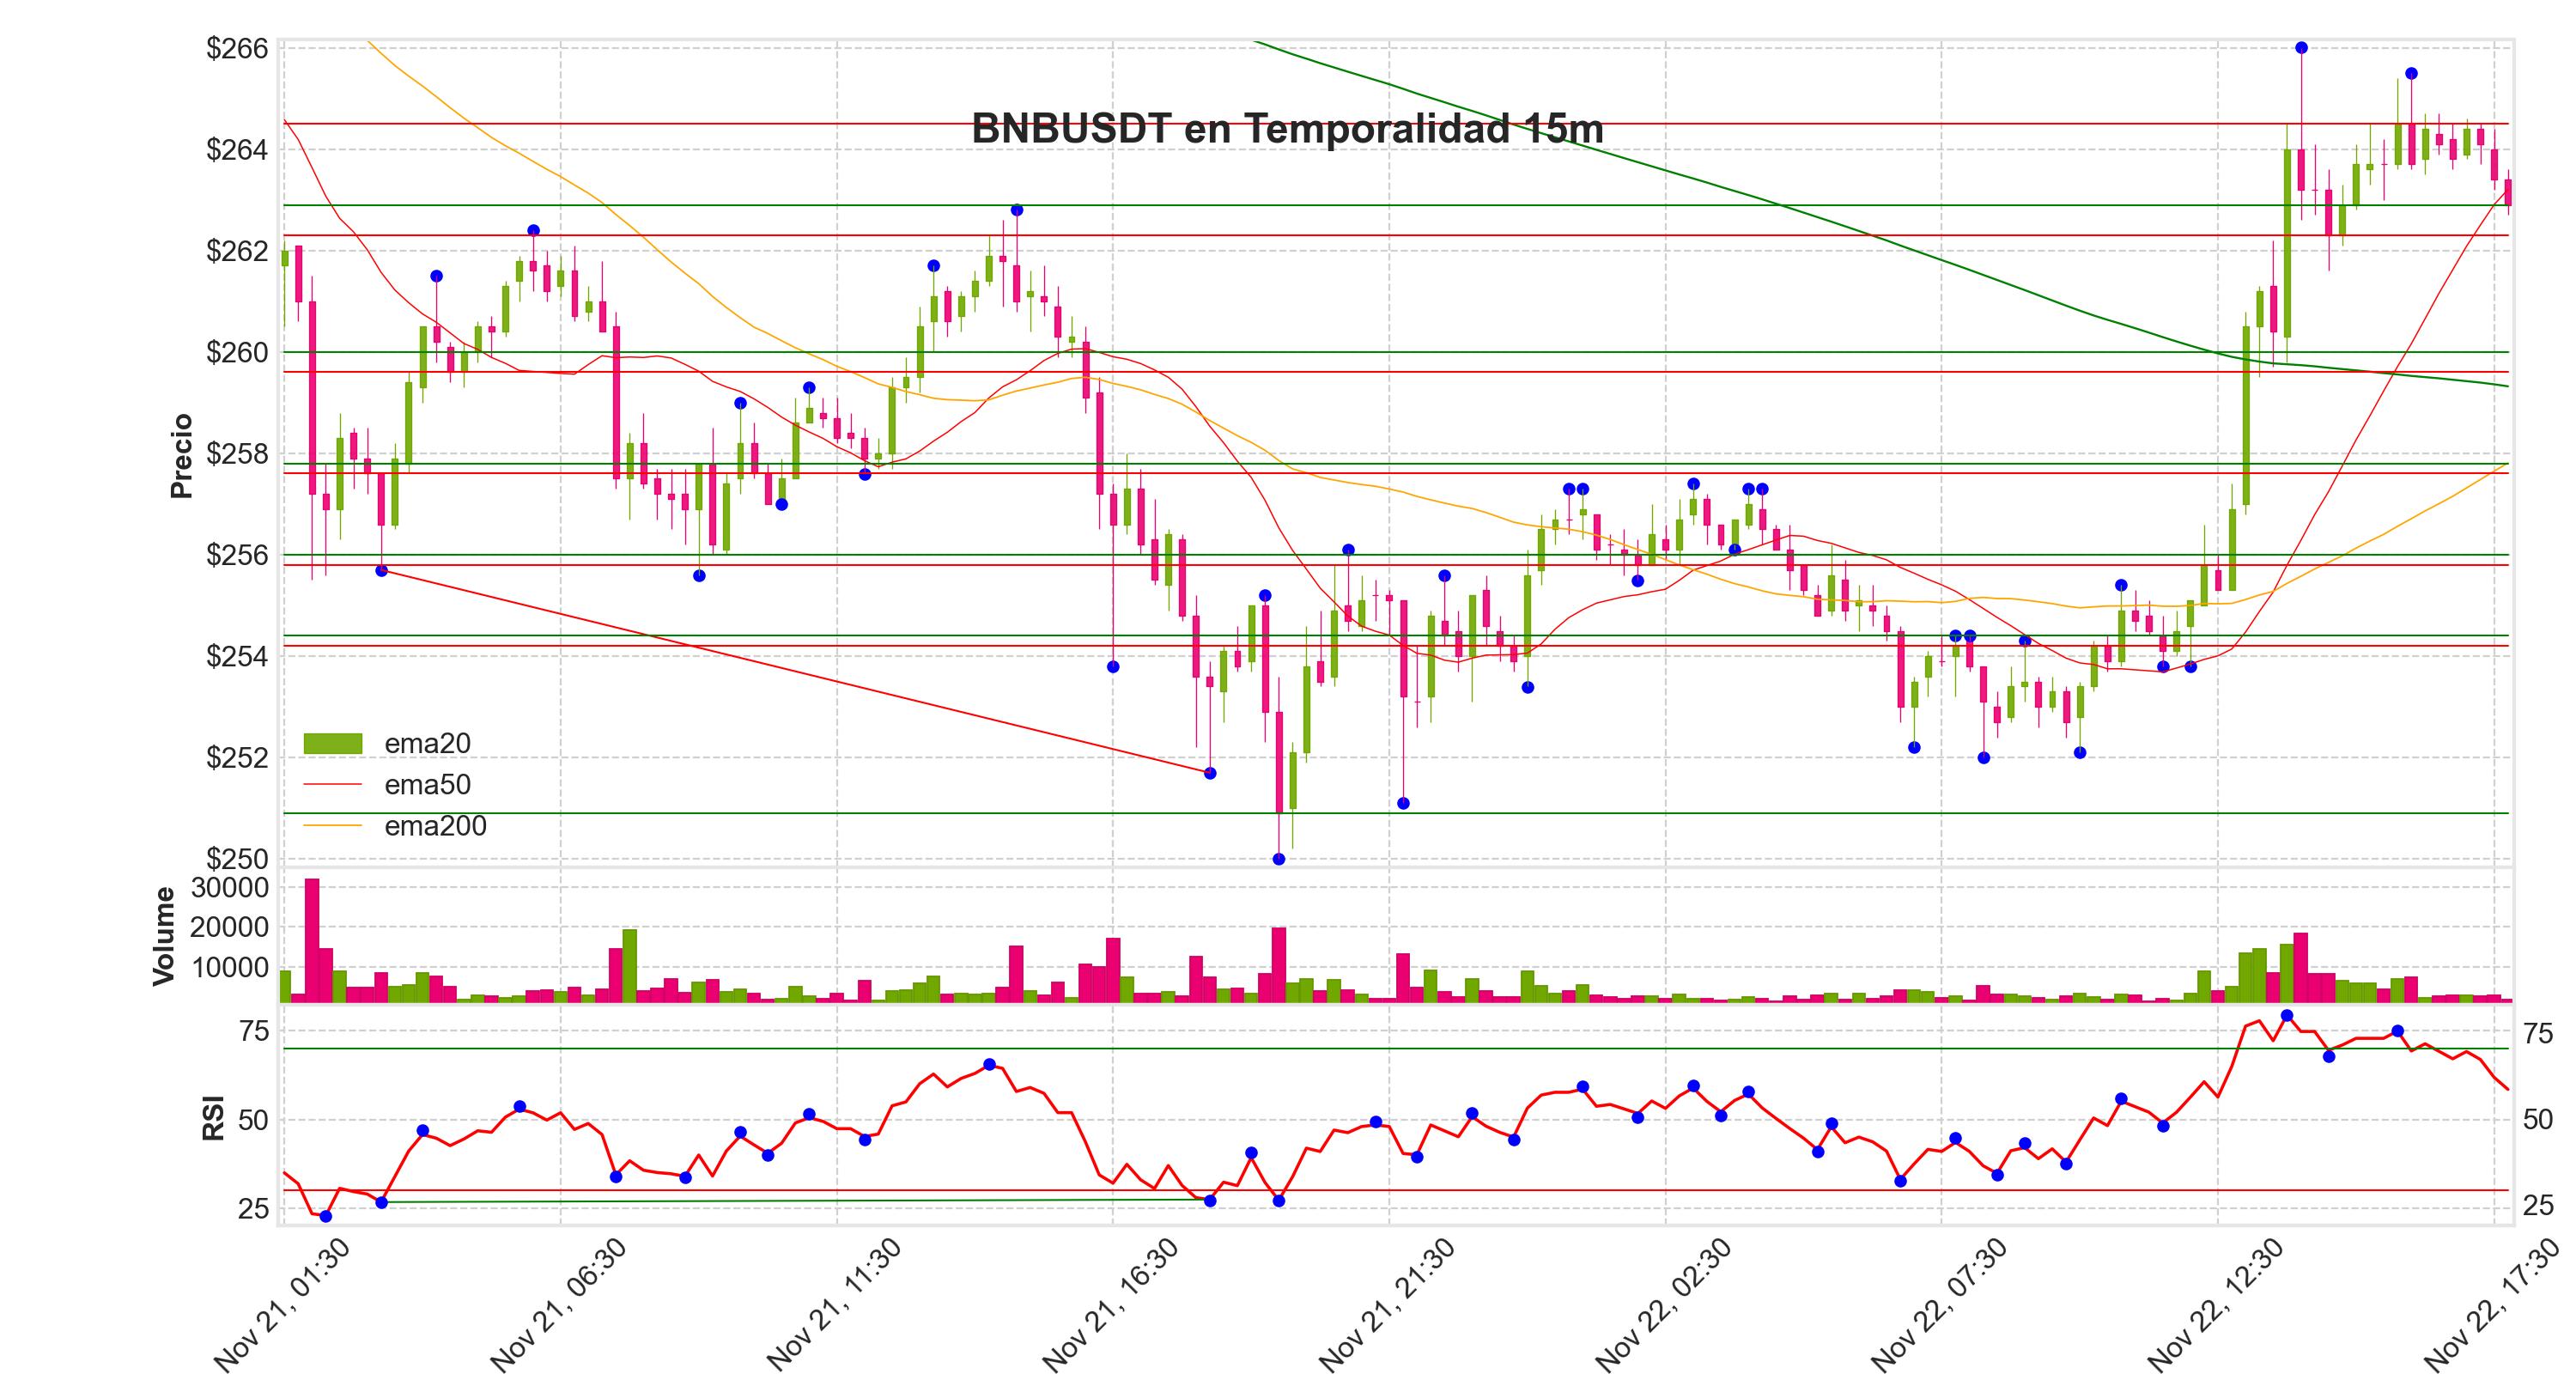 BNBUSDT en Temporalidad 15m
$266
$264
$262
$260
$258
$256
$254
$252
$250
Precio
ema20
ema50
ema200
30000
20000
10000
Volume
75
50
25
RSI
75
50
25
Nov 21, 01:30
Nov 21, 06:30
Nov 21, 11:30
Nov 21, 16:30
Nov 21, 21:30
Nov 22, 02:30
Nov 22, 07:30
Nov 22, 12:30
Nov 22, 17:30